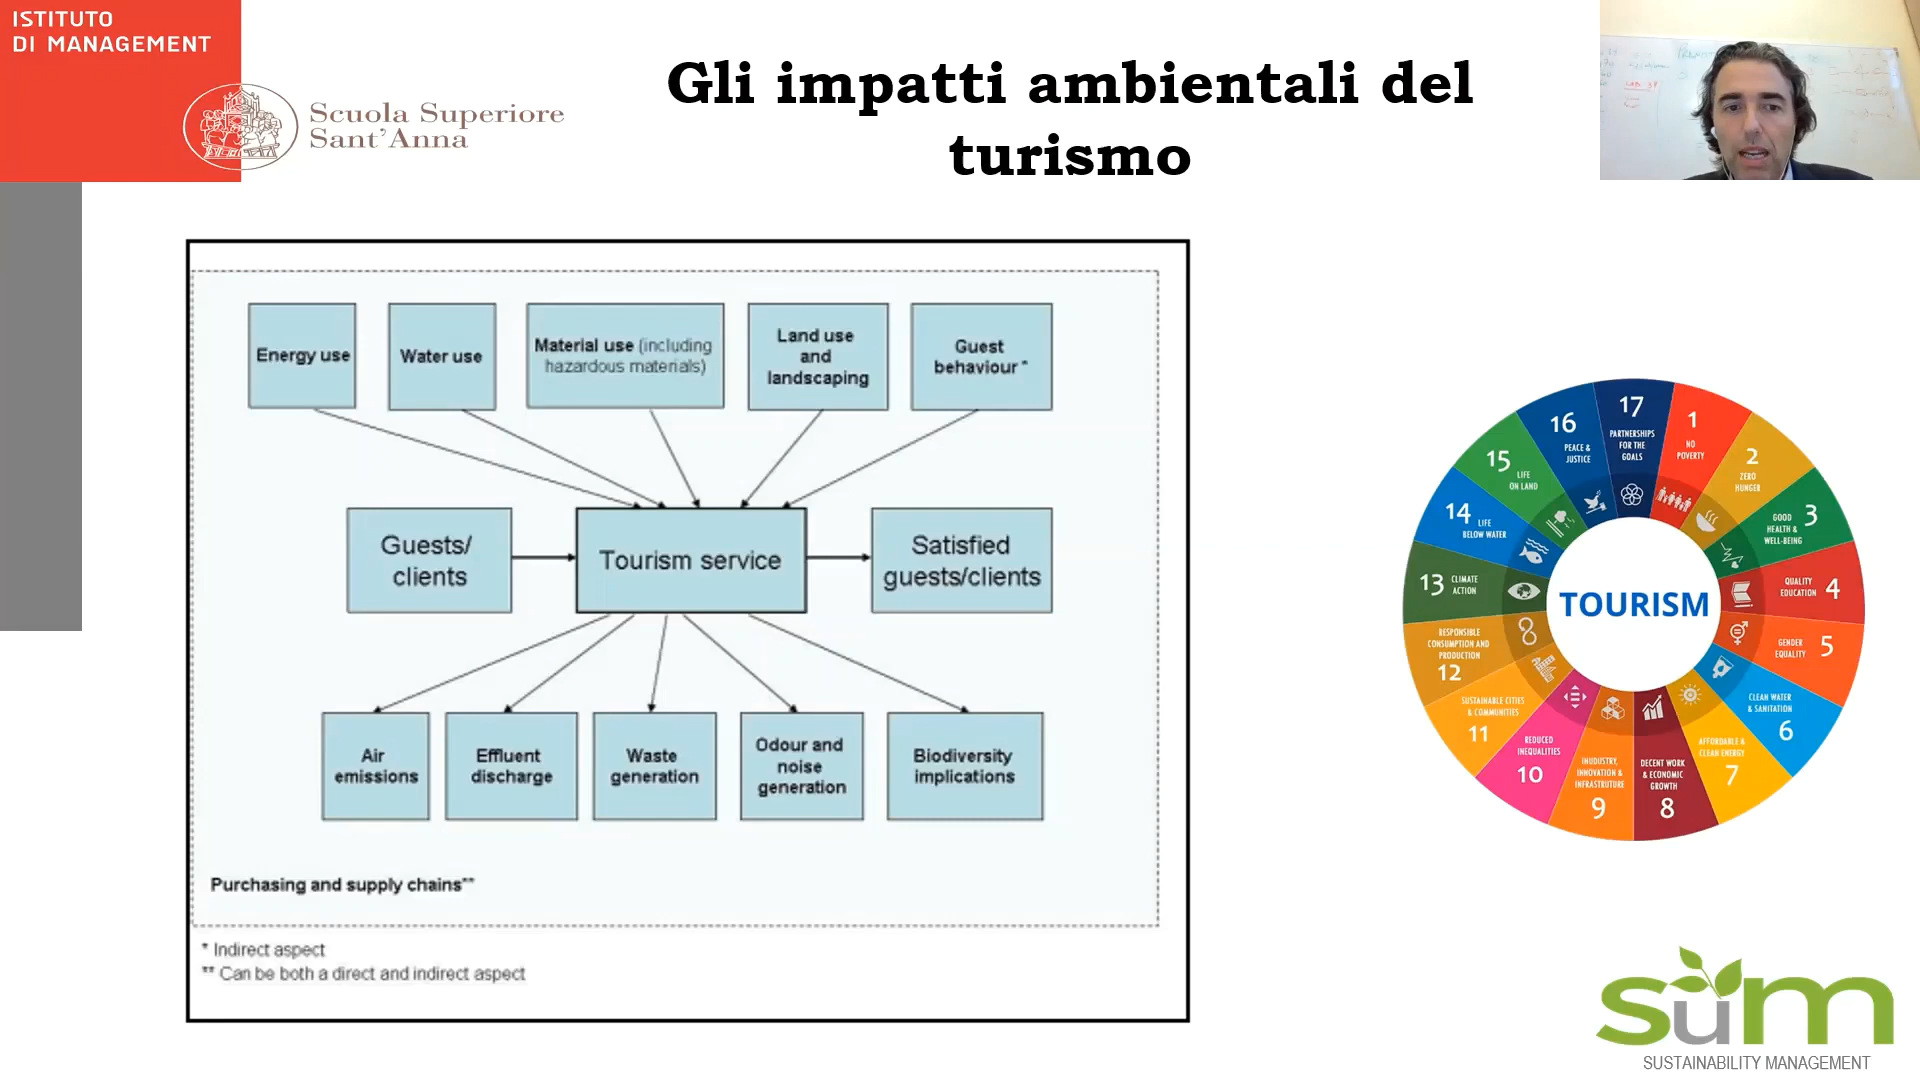 ISTITUTO
DI MANAGEMENT
Scuola Superiore
Sant'Anna
Gli impatti ambientali del
turismo
Energy use
Water use
Material use (including
hazardous materials)
Land use
and
landscaping
Guest
behaviour *
Guests/
clients
Tourism service
Satisfied
guests/clients
Air
emissions
Effluent
discharge
Waste
generation
Odour and
noise
generation
Biodiversity
implications
Purchasing and supply chains**
* Indirect aspect
** Can be both a direct and indirect aspect
17
PARTNERSHIPS
FOR THE
GOALS
1
NO
POVERTY
2
ZERO
HUNGER
3
GOOD
HEALTH &
WELL-BEING
4
QUALITY
EDUCATION
5
GENDER
EQUALITY
CLEAN WATER
& SANITATION
6
AFFORDABLE &
CLEAN ENERGY
7
DECENT WORK
& ECONOMIC
GROWTH
8
INUDUSTRY,
INNOVATION &
INFRASTRUTURE
9
REDUCED
INEQUALITIES
10
SUSTAINABLE CITIES
& COMMUNITIES
11
RESPONSIBLE
CONSUMPTION AND
PRODUCTION
12
13
CLIMATE
ACTION
14
LIFE
BELOW WATER
15
LIFE
ON LAND
16
PEACE &
JUSTICE
TOURISM
sum
SUSTAINABILITY MANAGEMENT